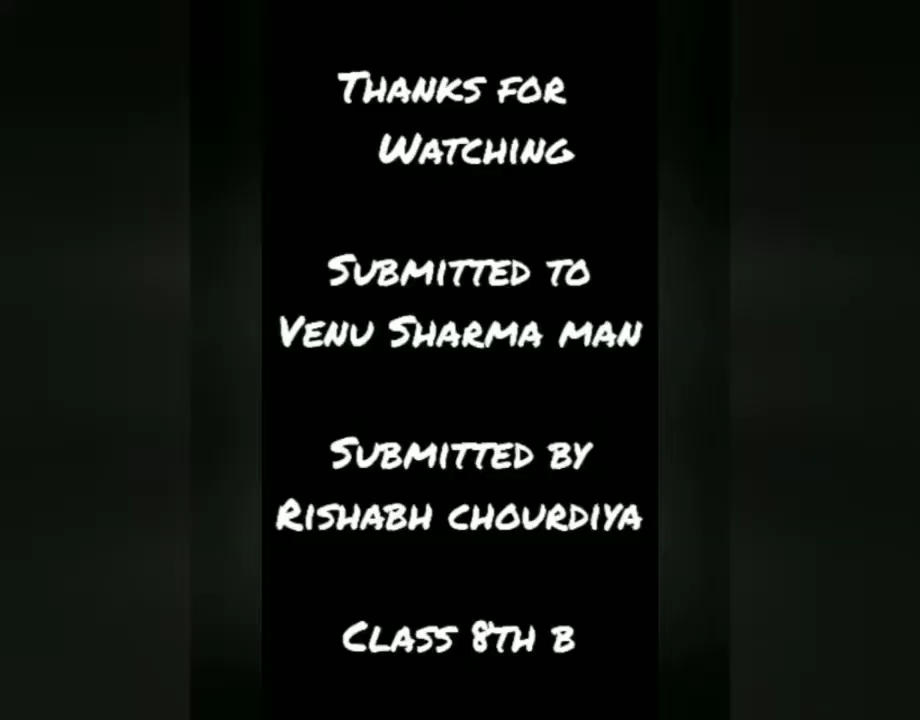 Thanks for
Watching
Submitted to
Venu Sharma man
Submitted by
Rishabh chourdiya
Class 8th B